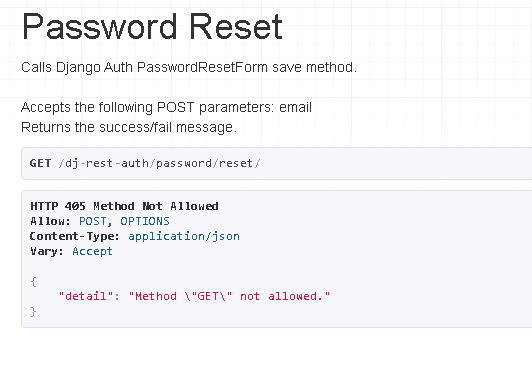 Password Reset
Calls Django Auth PasswordResetForm save method.
Accepts the following POST parameters: email
Returns the success/fail message.
GET /dj-rest-auth/password/reset/
HTTP 405 Method Not Allowed
Allow: POST, OPTIONS
Content-Type: application/json
Vary: Accept
{
    "detail": "Method \"GET\" not allowed."
}